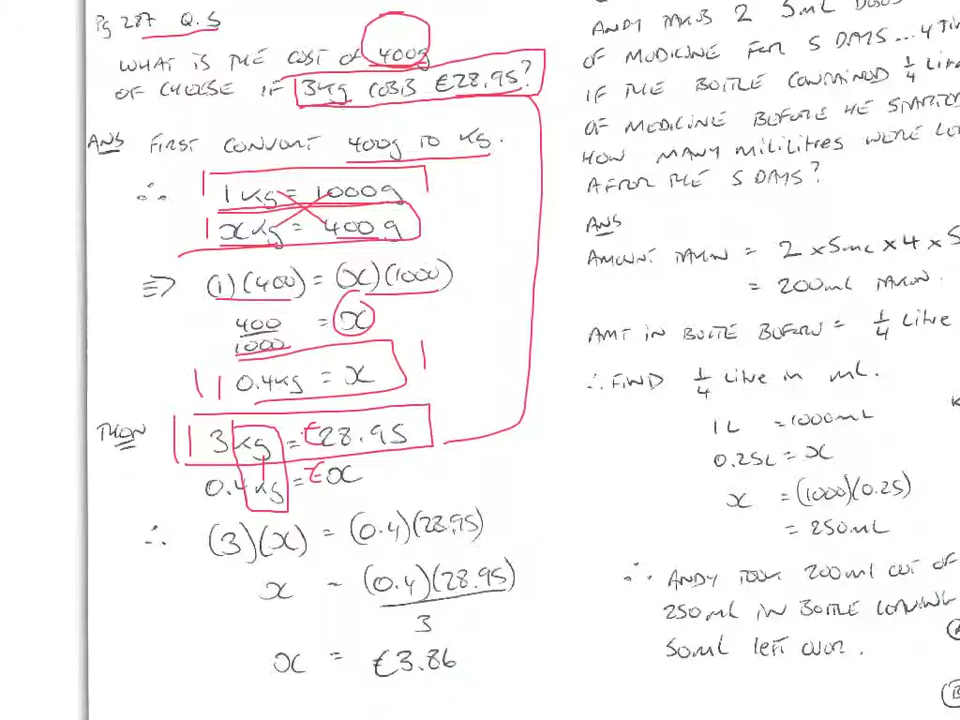 Pg 287 Q.5
WHAT IS THE COST OF 400g
OF CHEESE IF 3Kg COSTS €28.95?
ANS FIRST CONVERT 400g TO KG.
∴ 1Kg = 1000g
xKg = 400g
⇒ (1)(400) = (x)(1000)
400/1000 = x
0.4Kg = x
THEN 3Kg = €28.95
0.4Kg = €x
∴ (3)(x) = (0.4)(28.95)
x = (0.4)(28.95)
3
x = €3.86
ANDY TAKES 2 5mL DOSES
OF MEDICINE FOR 5 DAYS... 4
IF THE BOTTLE CONTAINED 1/4
OF MEDICINE BEFORE HE STARTED
HOW MANY MILILITRES WERE
AFTER THE 5 DAYS?
ANS
AMOUNT TAKEN = 2 x 5mL x 4 x 5
= 200mL TAKEN.
AMT IN BOTTLE BEFORE = 1/4 Litre
∴ FIND 1/4 Litre in mL.
1L = 1000mL
0.25L = x
x = (1000)(0.25)
= 250mL
∴ ANDY TOOK 200ml OUT OF
250mL IN BOTTLE LEAVING
50mL left over.